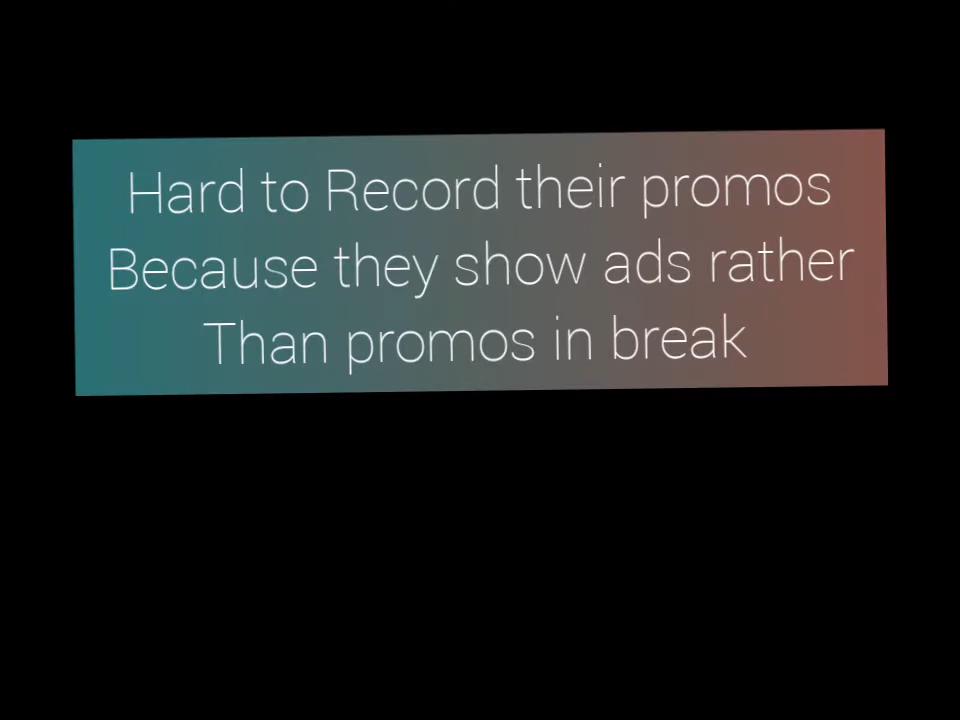 Hard to Record their promos
Because they show ads rather
Than promos in break